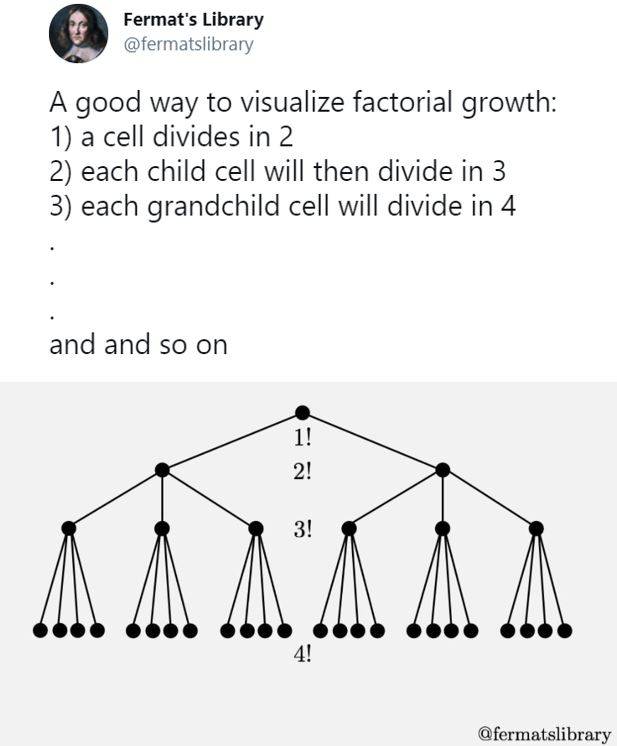 Fermat's Library
@fermatslibrary
A good way to visualize factorial growth:
1) a cell divides in 2
2) each child cell will then divide in 3
3) each grandchild cell will divide in 4
.
.
.
and and so on
1!
2!
3!
4!
@fermatslibrary